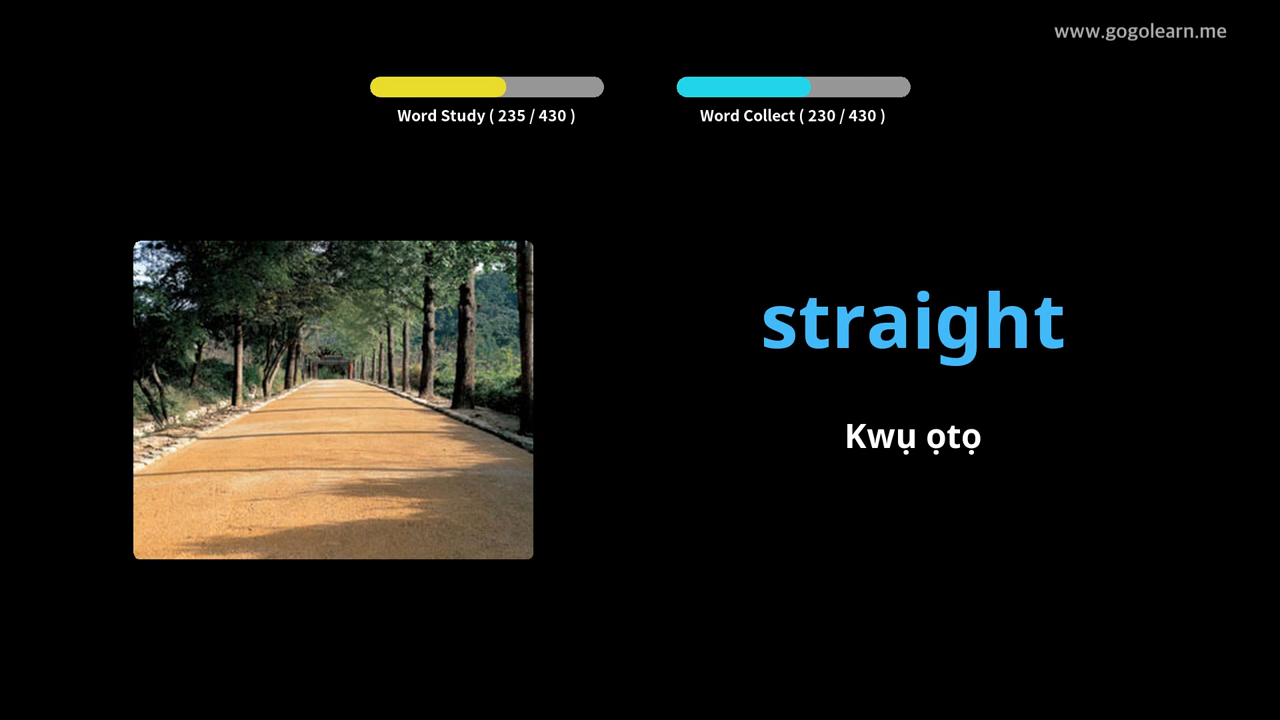 www.gogolearn.me
Word Study ( 235 / 430 )
Word Collect ( 230 / 430 )
straight
Kwụ ọtọ